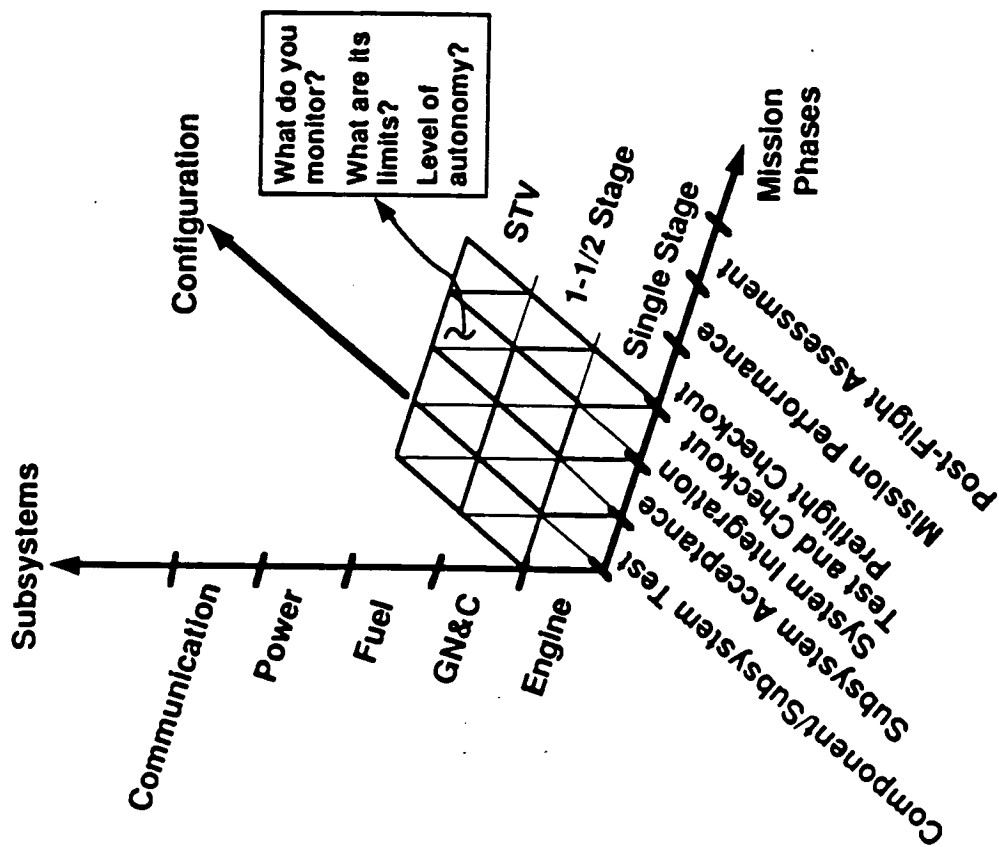 Subsystems
Communication
Power
Fuel
GN&C
Engine
Configuration
What do you
monitor?
What are its
limits?
Level of
autonomy?
STV
1-1/2 Stage
Single Stage
Mission
Phases
Component/Subsystem Test
Subsystem Acceptance
System Integration
Test and Checkout
Preflight Checkout
Mission Performance
Post-Flight Assessment